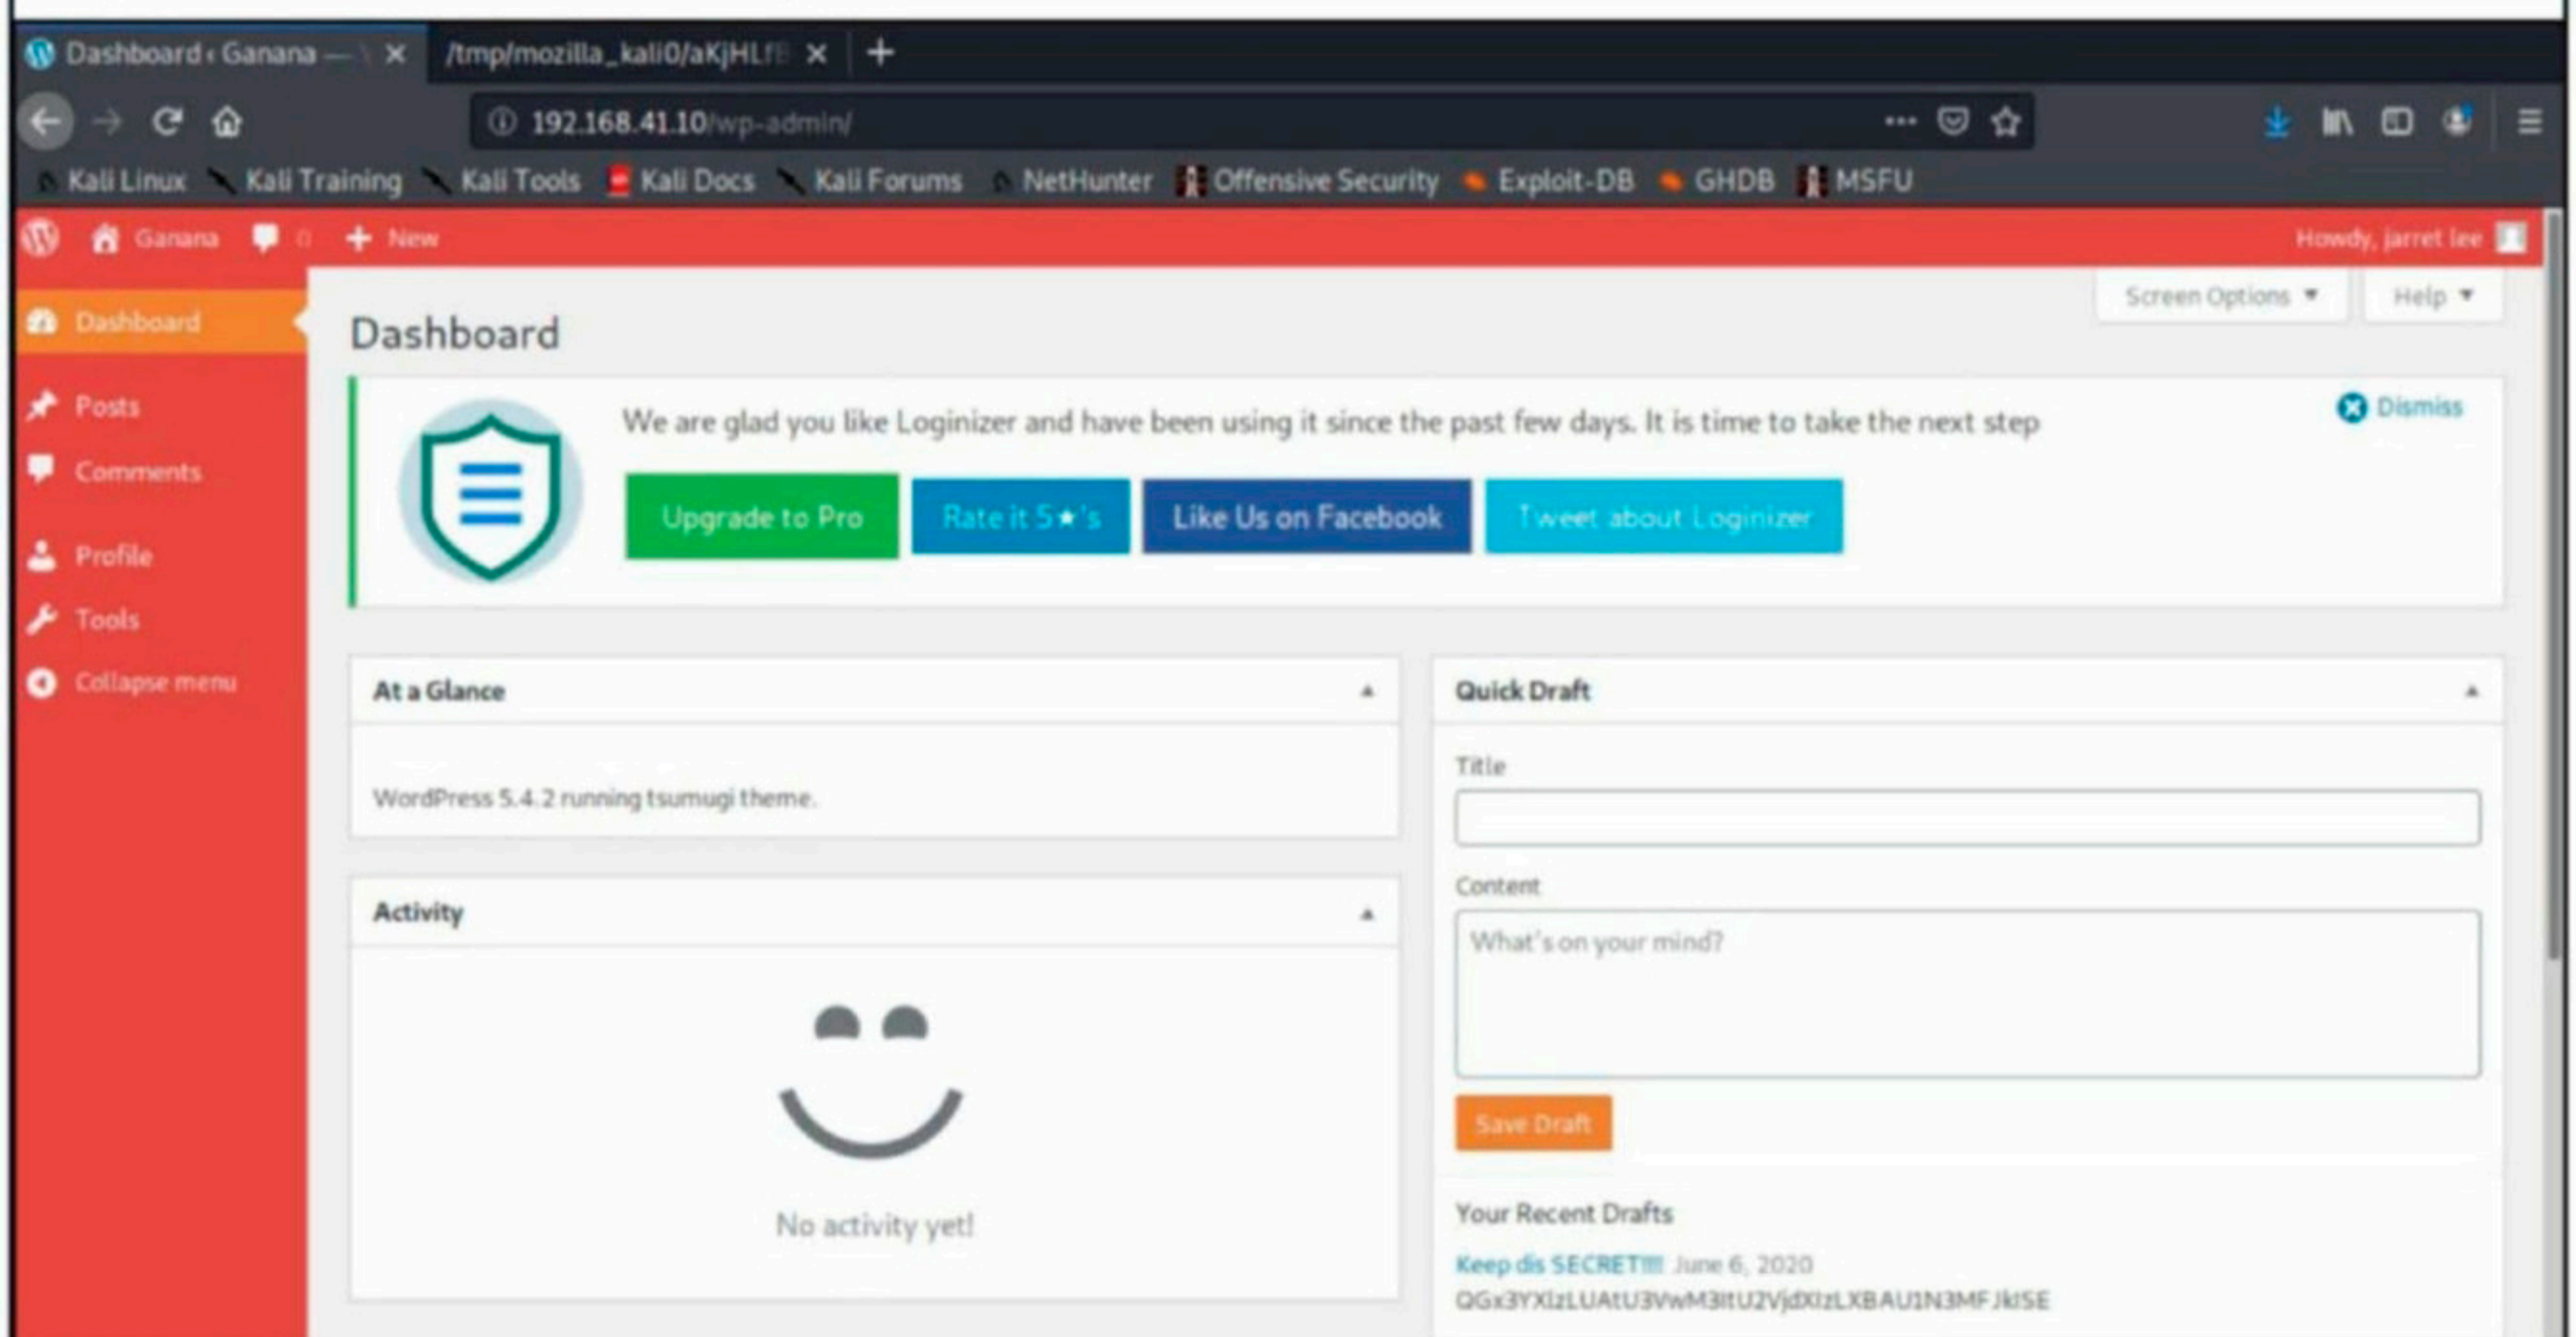 Dashboard ‹ Ganana —
/tmp/mozilla_kali0/aKjHLf
192.168.41.10/wp-admin/
Kali Linux Kali Training Kali Tools Kali Docs Kali Forums NetHunter Offensive Security Exploit-DB GHDB MSFU
Ganana 0 + New Howdy, jarret lee
Screen Options Help
Dashboard
Posts
Comments
Profile
Tools
Collapse menu
Dashboard
We are glad you like Loginizer and have been using it since the past few days. It is time to take the next step
Dismiss
Upgrade to Pro Rate it 5★'s Like Us on Facebook Tweet about Loginizer
At a Glance
WordPress 5.4.2 running tsumugi theme.
Activity
No activity yet!
Quick Draft
Title
Content
What's on your mind?
Save Draft
Your Recent Drafts
Keep dis SECRET!!!! June 6, 2020